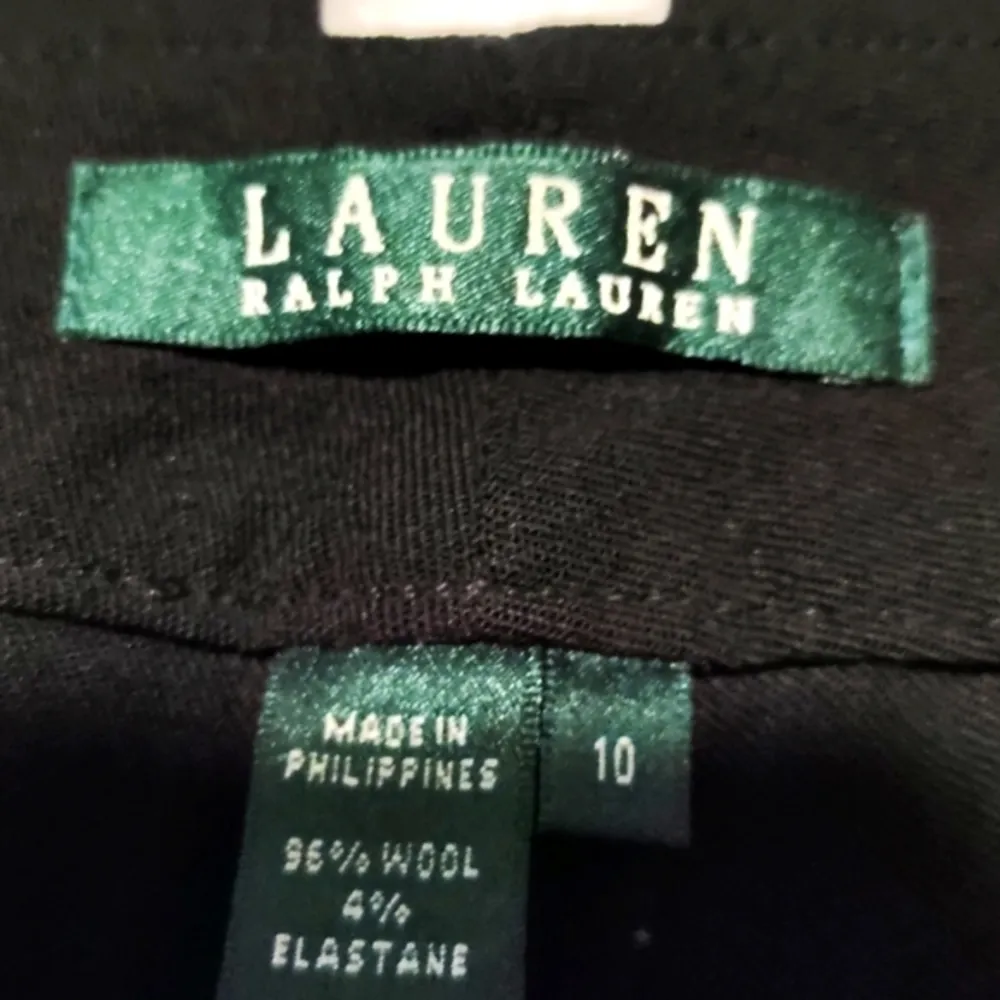 LAUREN
RALPH LAUREN
MADE IN
PHILIPPINES
10
96% WOOL
4%
ELASTANE